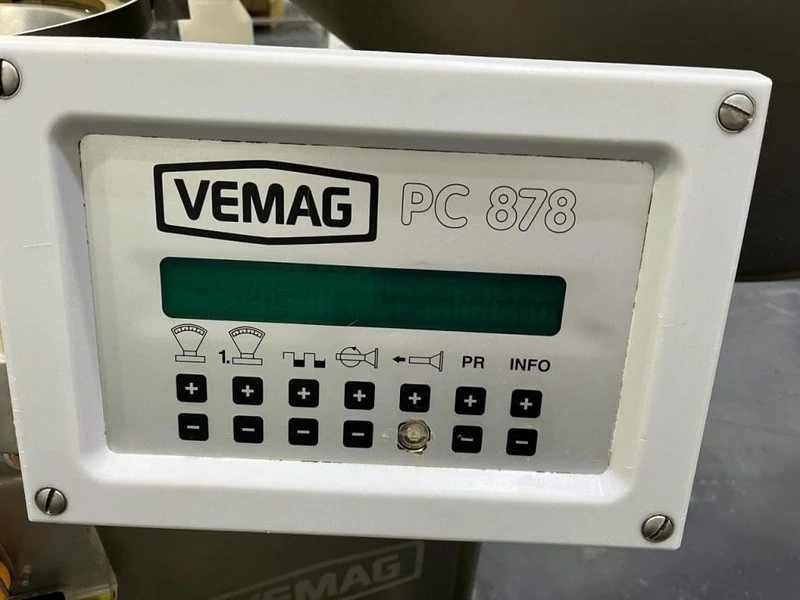 VEMAG PC 878
1. PR INFO
+ + + + + + +
- - - - - -
VEMAG